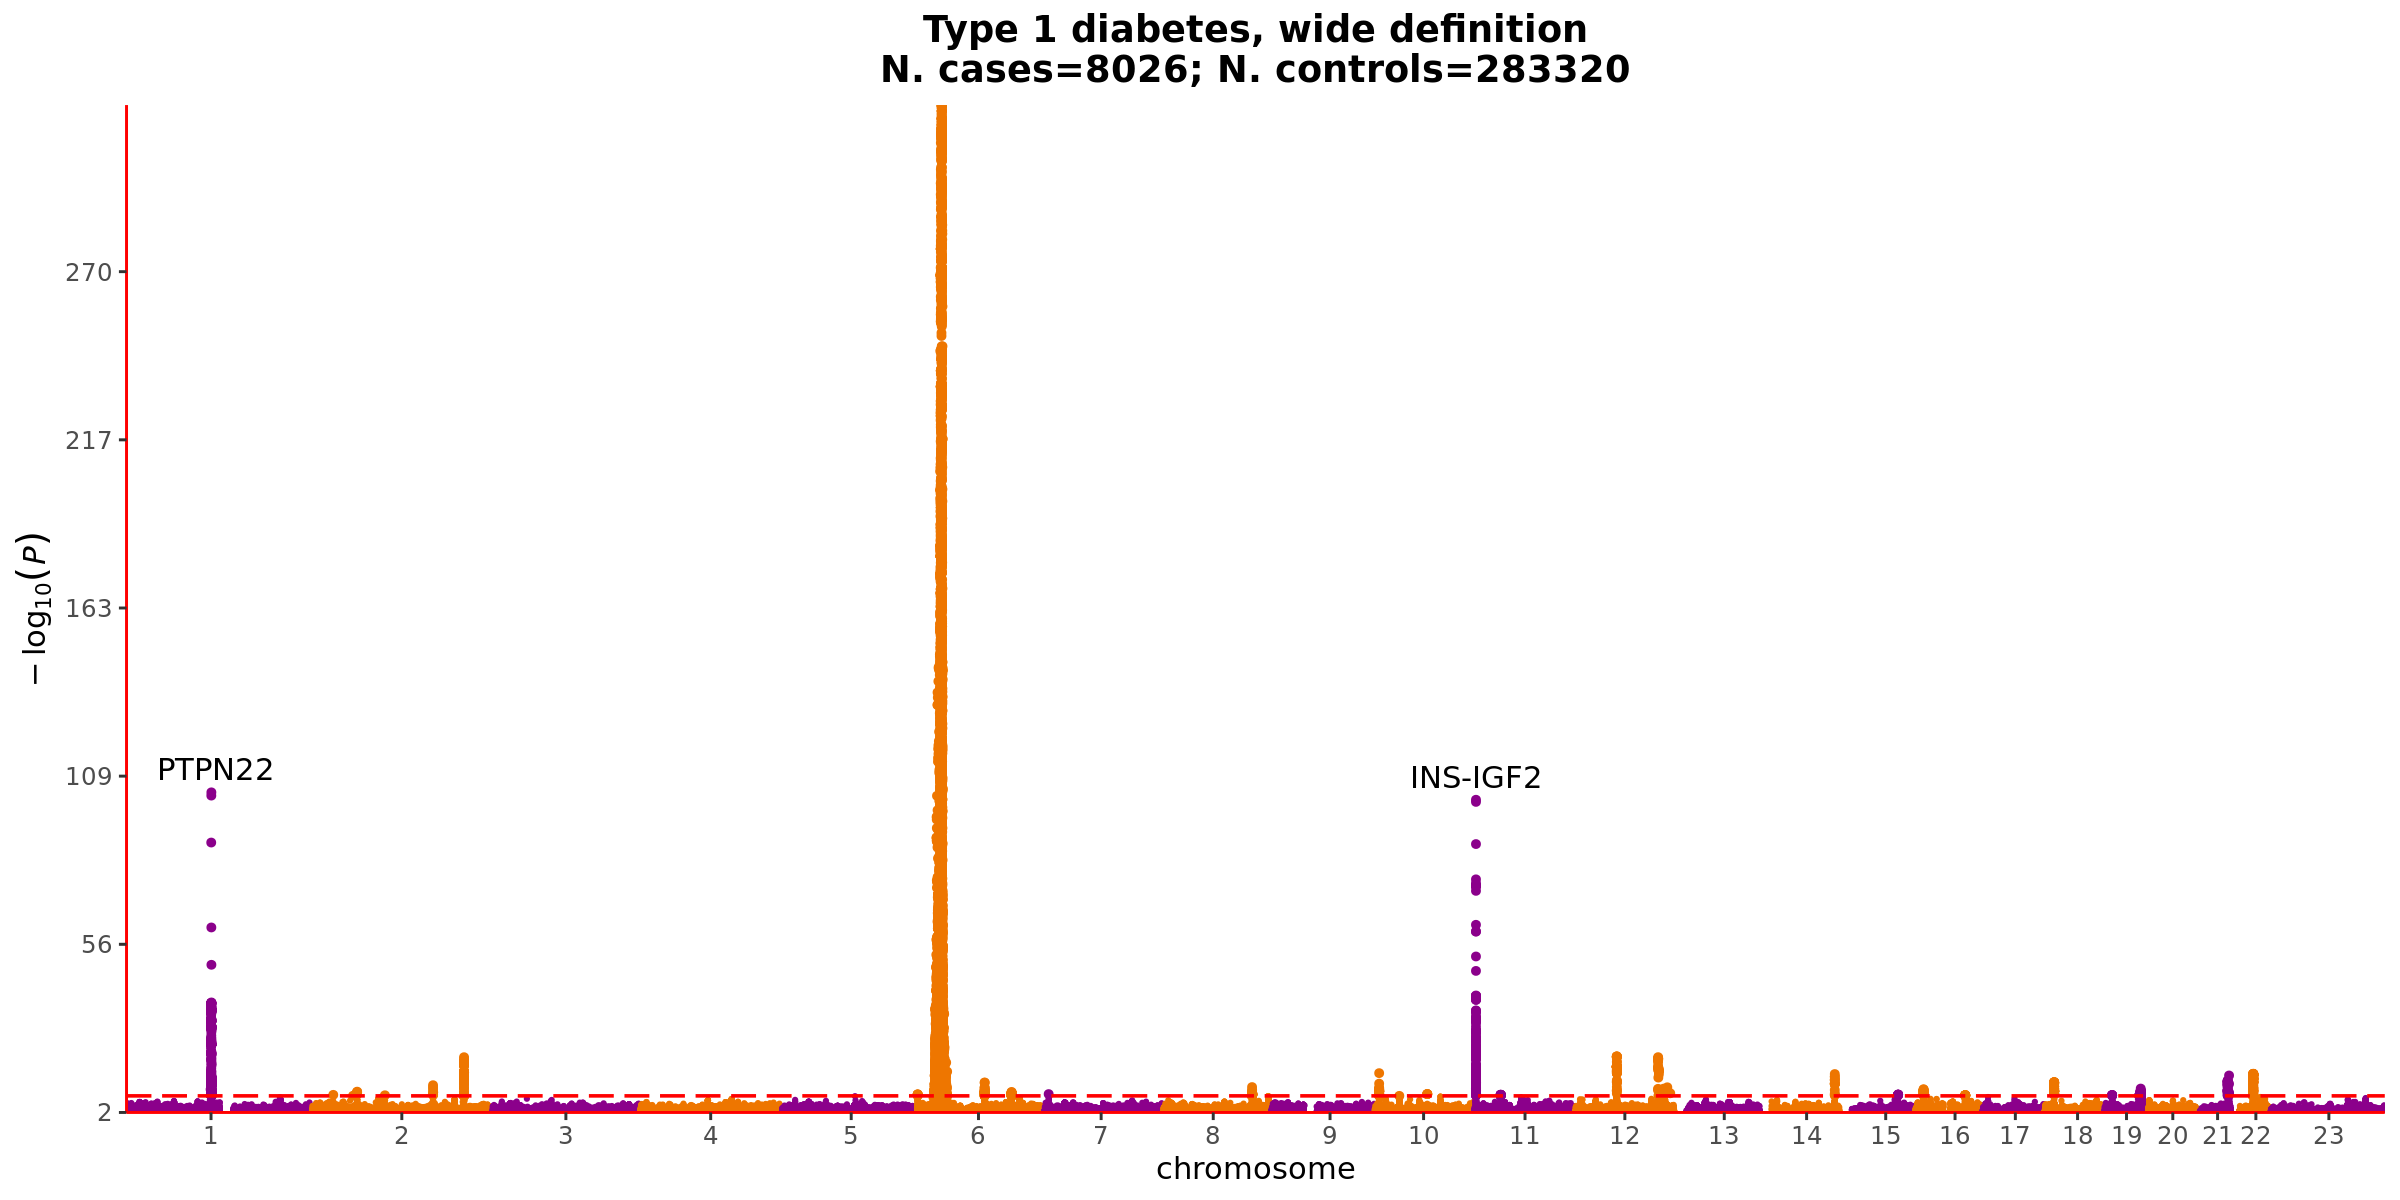 Type 1 diabetes, wide definition
N. cases=8026; N. controls=283320
270
217
163
109
56
2
−log10(P)
PTPN22
INS-IGF2
1 2 3 4 5 6 7 8 9 10 11 12 13 14 15 16 17 18 19 20 21 22 23
chromosome